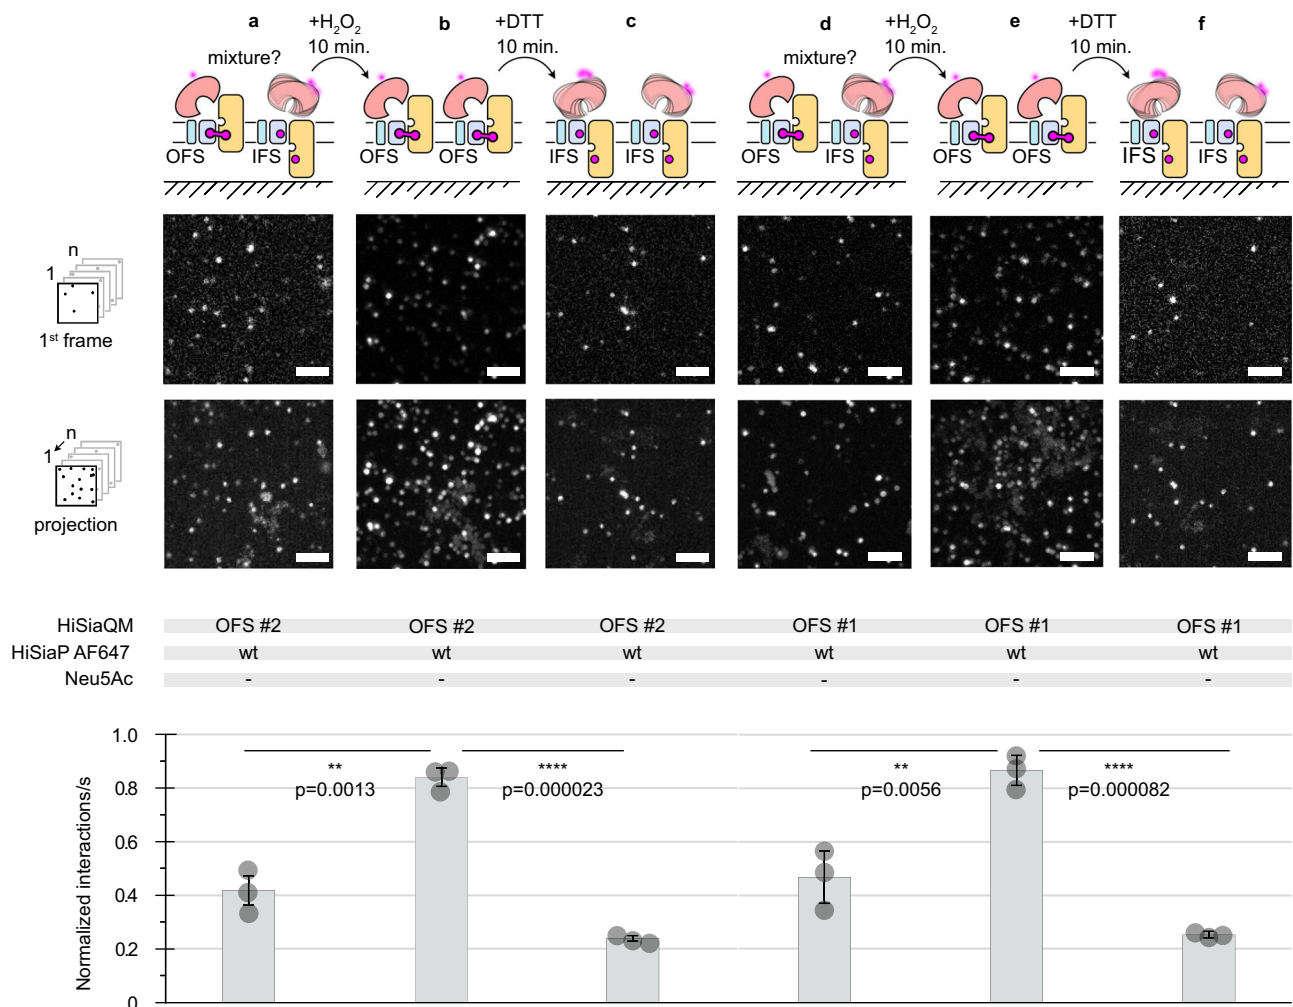 a +H2O2 b +DTT c d +H2O2 e +DTT f
mixture? 10 min. 10 min. mixture? 10 min. 10 min.
OFS IFS OFS OFS IFS IFS OFS IFS OFS OFS IFS IFS
n
1
1st frame
n
1
projection
HiSiaQM OFS #2 OFS #2 OFS #2 OFS #1 OFS #1 OFS #1
HiSiaP AF647 wt wt wt wt wt wt
Neu5Ac - - - - - -
Normalized interactions/s
1.0
** **** ** ****
0.8 p=0.0013 p=0.000023 p=0.0056 p=0.000082
0.6
0.4
0.2
0